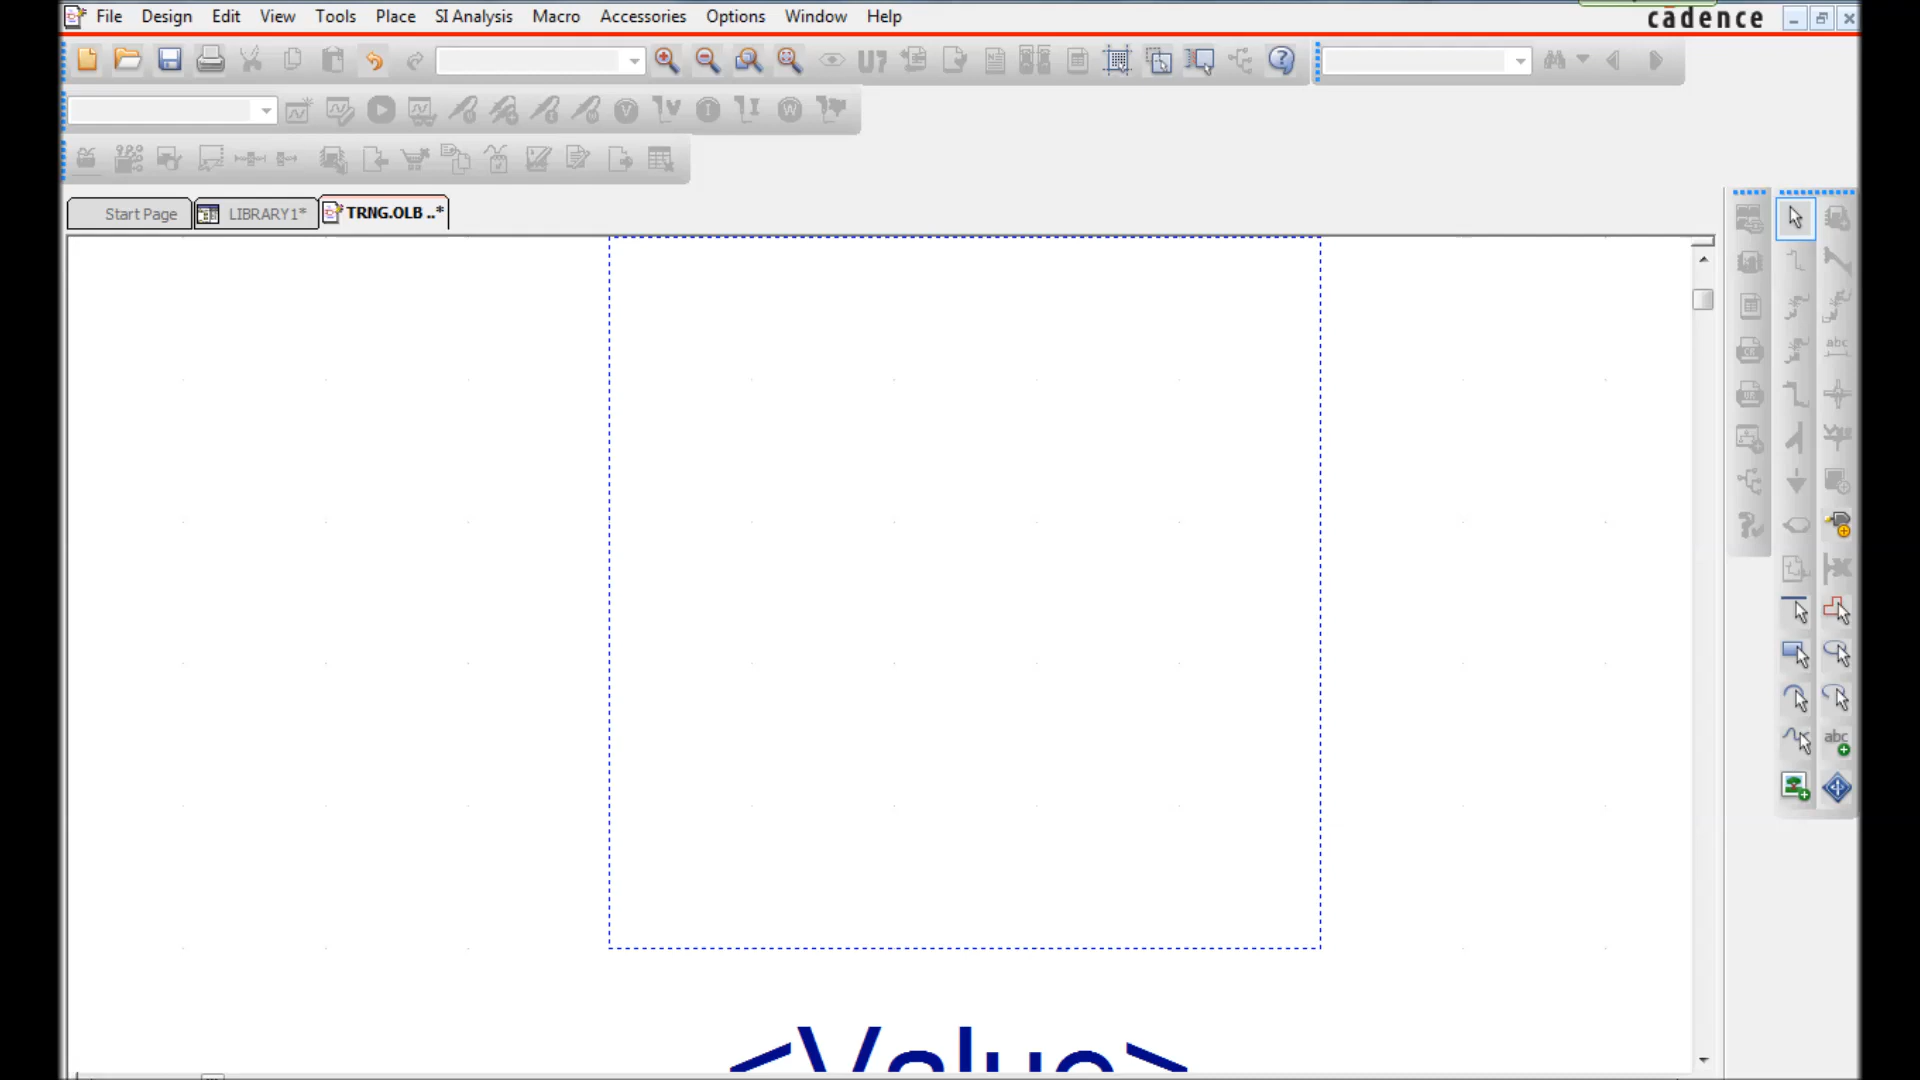 File Design Edit View Tools Place SI Analysis Macro Accessories Options Window Help
cādence
U?
V V I I W
Start Page LIBRARY1* TRNG.OLB ..*
abc
abc
<Value>